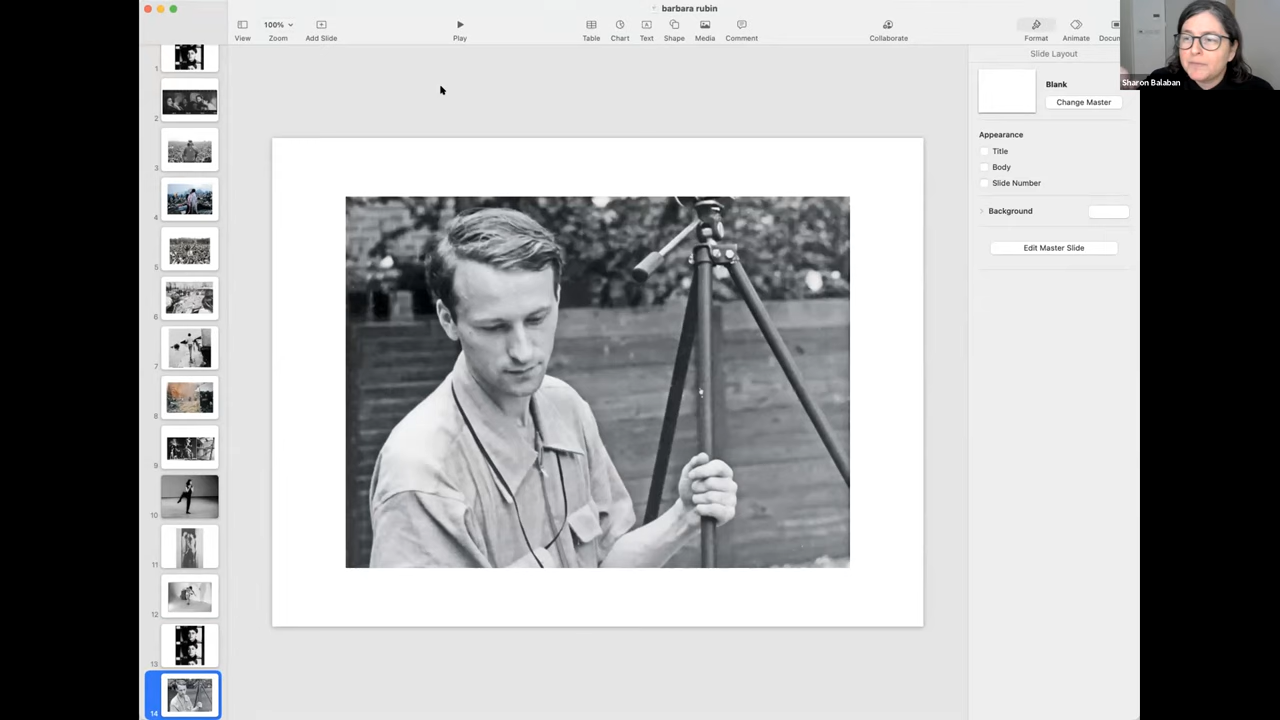 barbara rubin
100%
View
Zoom
Add Slide
Play
Table
Chart
Text
Shape
Media
Comment
Collaborate
Format
Animate
Docum
Sharon Balaban
Slide Layout
Blank
Change Master
Appearance
Title
Body
Slide Number
Background
Edit Master Slide
1
2
3
4
5
6
7
8
9
10
11
12
13
14